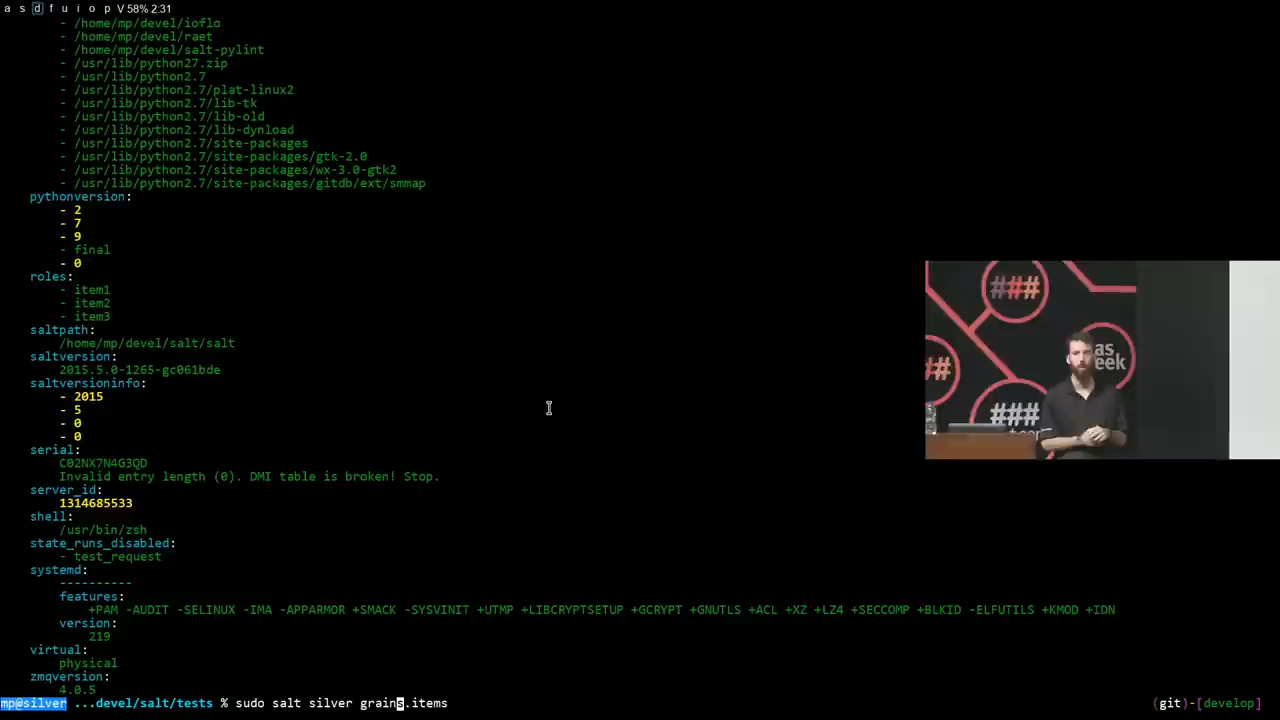 a s d f u i o p V 58% 2:31
- /home/mp/devel/ioflo
- /home/mp/devel/raet
- /home/mp/devel/salt-pylint
- /usr/lib/python27.zip
- /usr/lib/python2.7
- /usr/lib/python2.7/plat-linux2
- /usr/lib/python2.7/lib-tk
- /usr/lib/python2.7/lib-old
- /usr/lib/python2.7/lib-dynload
- /usr/lib/python2.7/site-packages
- /usr/lib/python2.7/site-packages/gtk-2.0
- /usr/lib/python2.7/site-packages/wx-3.0-gtk2
- /usr/lib/python2.7/site-packages/gitdb/ext/smmap
pythonversion:
- 2
- 7
- 9
- final
- 0
roles:
- item1
- item2
- item3
saltpath:
/home/mp/devel/salt/salt
saltversion:
2015.5.0-1265-gc061bde
saltversioninfo:
- 2015
- 5
- 0
- 0
serial:
C02NX7N4G3QD
Invalid entry length (0). DMI table is broken! Stop.
server_id:
1314685533
shell:
/usr/bin/zsh
state_runs_disabled:
- test_request
systemd:
----------
features:
+PAM -AUDIT -SELINUX -IMA -APPARMOR +SMACK -SYSVINIT +UTMP +LIBCRYPTSETUP +GCRYPT +GNUTLS +ACL +XZ +LZ4 +SECCOMP +BLKID -ELFUTILS +KMOD +IDN
version:
219
virtual:
physical
zmqversion:
4.0.5
mp@silver ...devel/salt/tests % sudo salt silver grains.items (git)-[develop]
###
as
eek
##
###